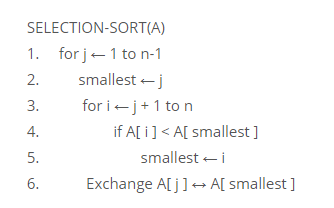 SELECTION-SORT(A)
1. for j ← 1 to n-1
2. smallest ← j
3. for i ← j + 1 to n
4. if A[ i ] < A[ smallest ]
5. smallest ← i
6. Exchange A[ j ] ↔ A[ smallest ]